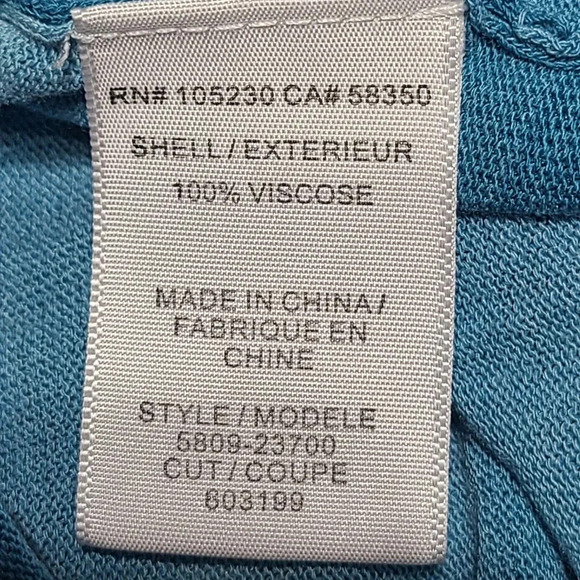 RN# 105230 CA# 58350
SHELL / EXTERIEUR
100% VISCOSE
MADE IN CHINA /
FABRIQUE EN
CHINE
STYLE / MODELE
5809-23700
CUT / COUPE
603199